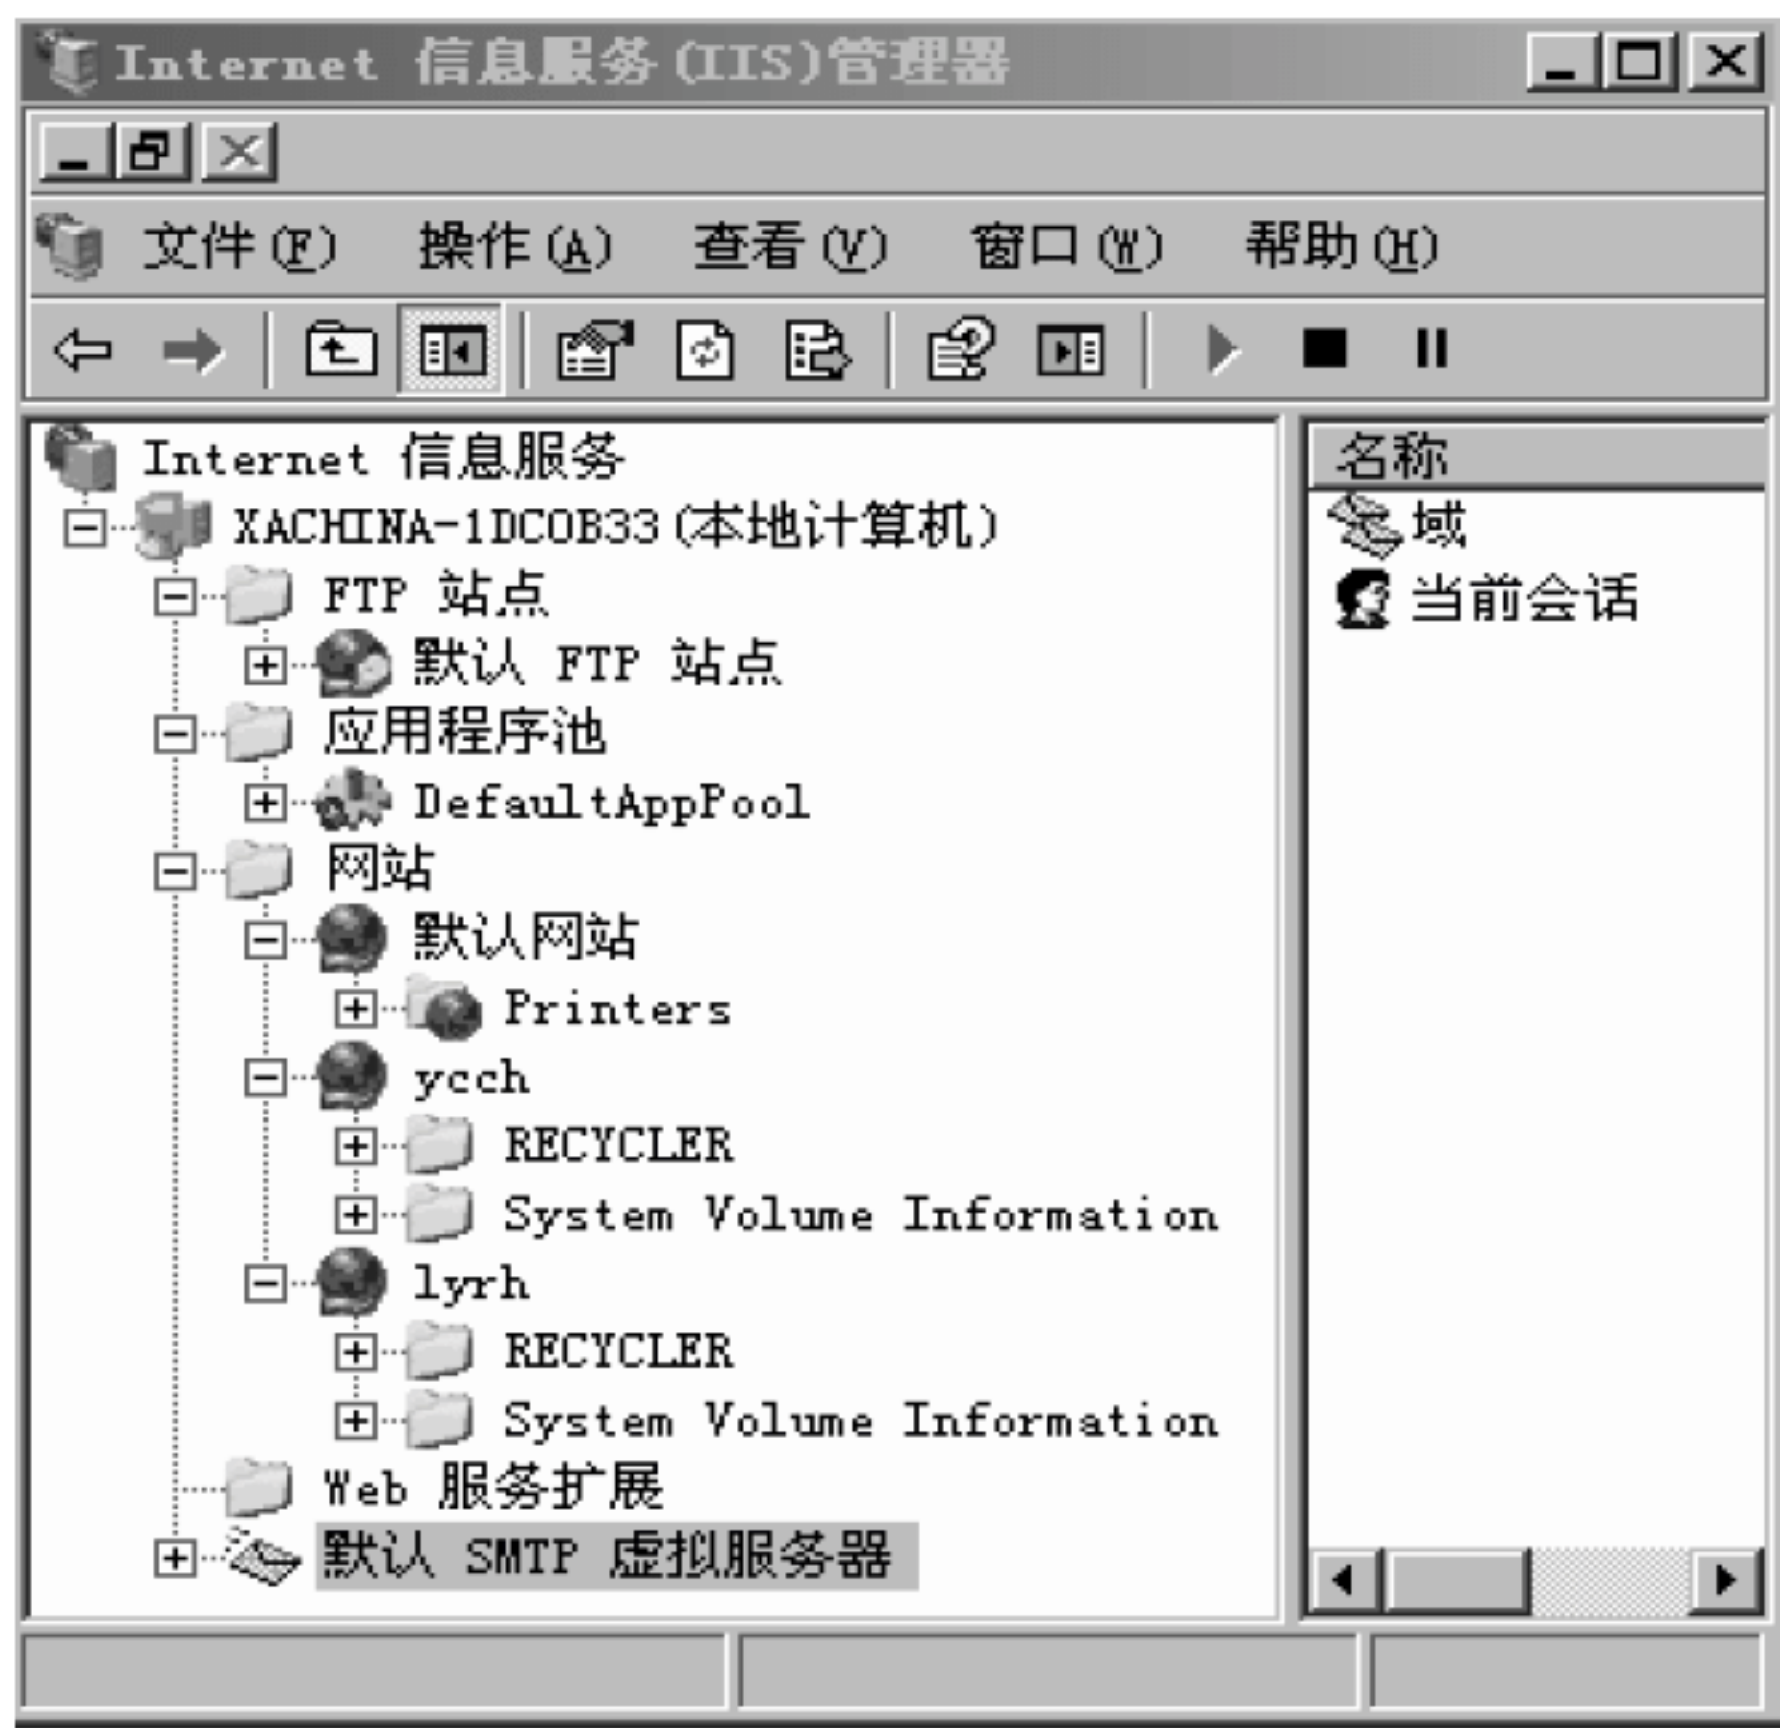 Internet 信息服务(IIS)管理器
文件(F) 操作(A) 查看(V) 窗口(W) 帮助(H)
Internet 信息服务
XACHINA-1DCOB33(本地计算机)
FTP 站点
默认 FTP 站点
应用程序池
DefaultAppPool
网站
默认网站
Printers
ycch
RECYCLER
System Volume Information
lyrh
RECYCLER
System Volume Information
Web 服务扩展
默认 SMTP 虚拟服务器
名称
域
当前会话